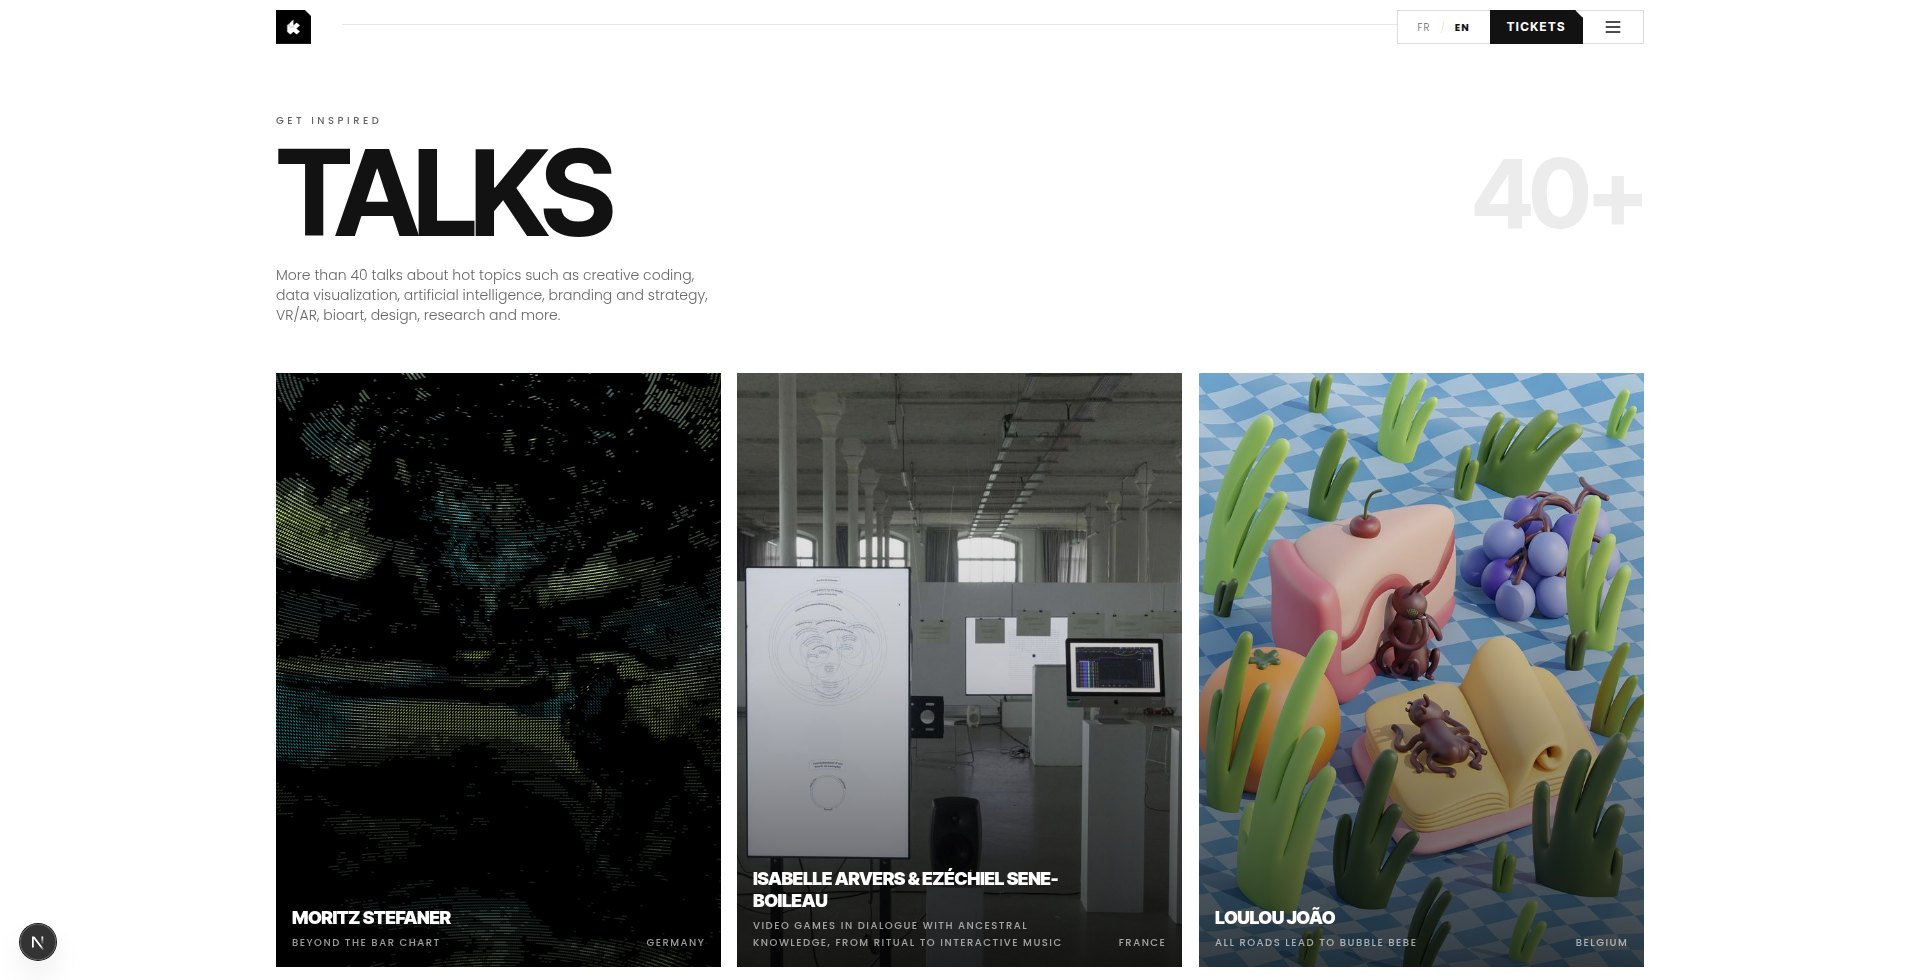 FR / EN
TICKETS
GET INSPIRED
TALKS
40+
More than 40 talks about hot topics such as creative coding,
data visualization, artificial intelligence, branding and strategy,
VR/AR, bioart, design, research and more.
MORITZ STEFANER
BEYOND THE BAR CHART
GERMANY
ISABELLE ARVERS & EZÉCHIEL SENE-
BOILEAU
VIDEO GAMES IN DIALOGUE WITH ANCESTRAL
KNOWLEDGE, FROM RITUAL TO INTERACTIVE MUSIC
FRANCE
LOULOU JOÃO
ALL ROADS LEAD TO BUBBLE BEBE
BELGIUM
N